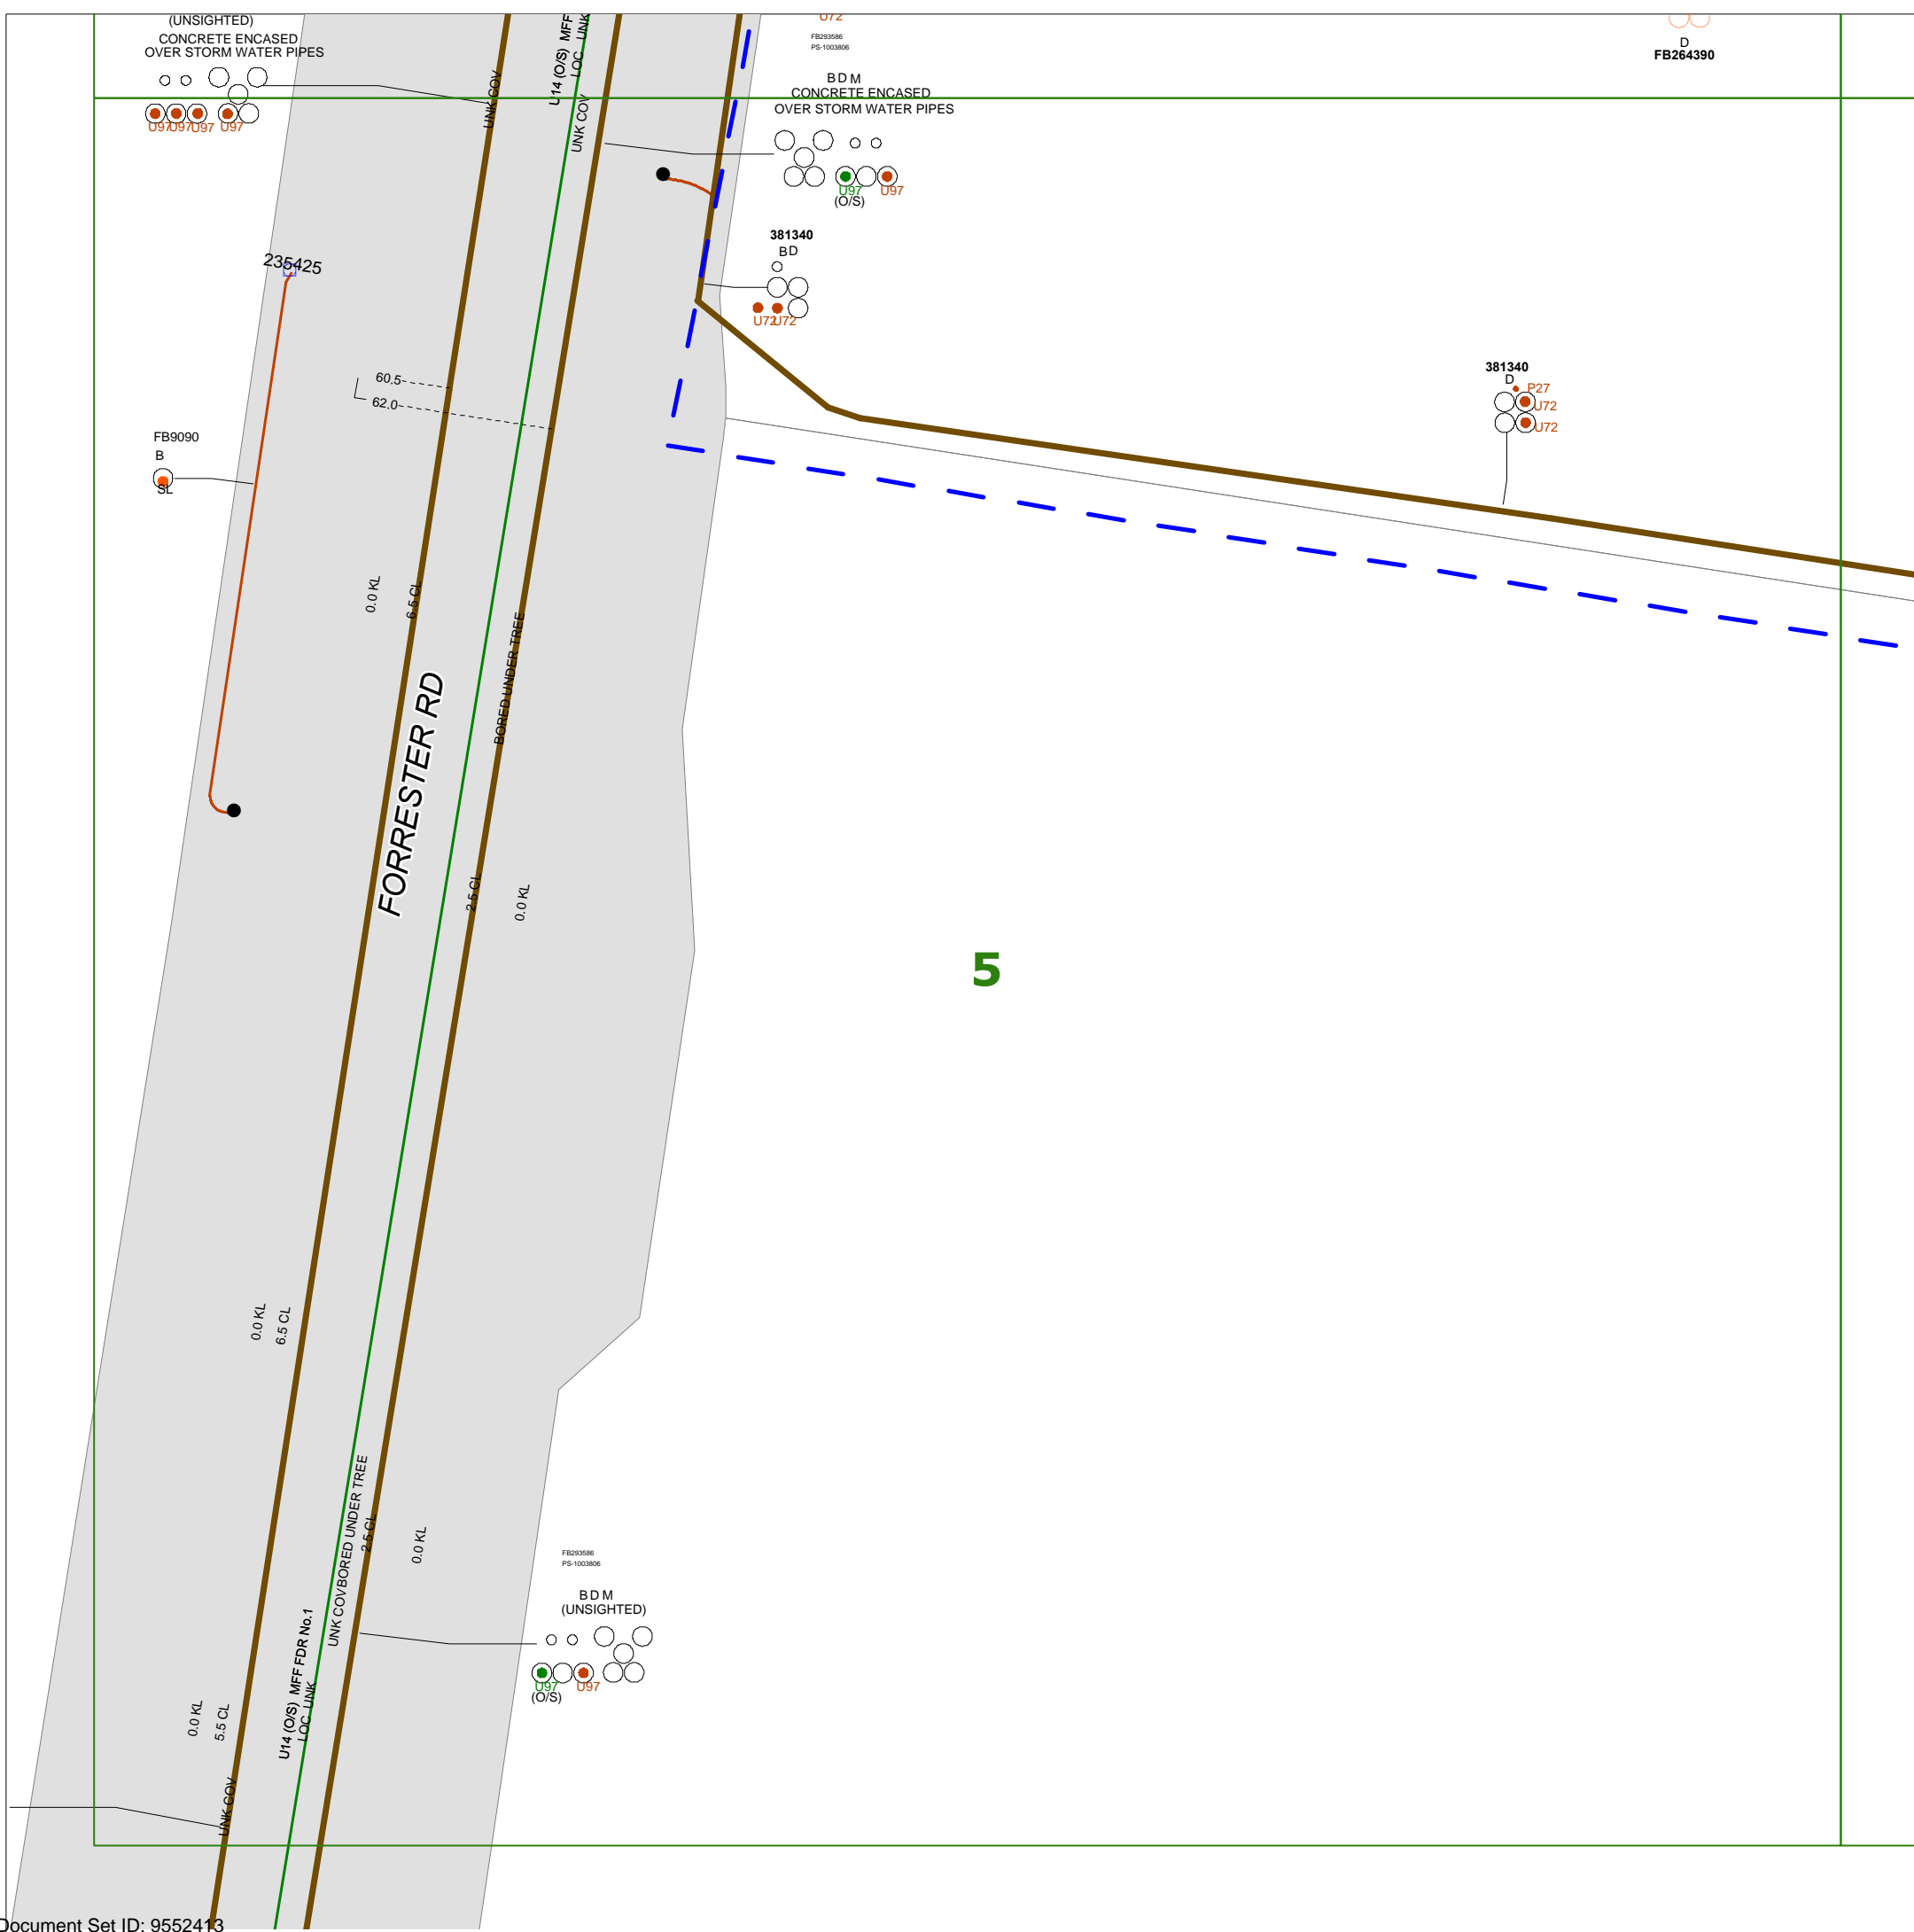 (UNSIGHTED)
CONCRETE ENCASED
OVER STORM WATER PIPES
U97
U97
U97
U97
UNK COV
U14 (O/S) MFF
LOC UNK
UNK COV
U72
FB293586
PS-1003806
B D M
CONCRETE ENCASED
OVER STORM WATER PIPES
U97
(O/S)
U97
D
FB264390
381340
B D
U72
U72
235425
60.5
62.0
381340
D
P27
U72
U72
FB9090
B
SL
0.0 KL
6.5 CL
BORED UNDER TREE
FORRESTER RD
2.5 CL
0.0 KL
5
0.0 KL
6.5 CL
UNK COV
BORED UNDER TREE
2.5 CL
0.0 KL
FB293586
PS-1003806
B D M
(UNSIGHTED)
U97
(O/S)
U97
U14 (O/S) MFF FDR No.1
LOC UNK
0.0 KL
5.5 CL
UNK COV
Document Set ID: 9552413